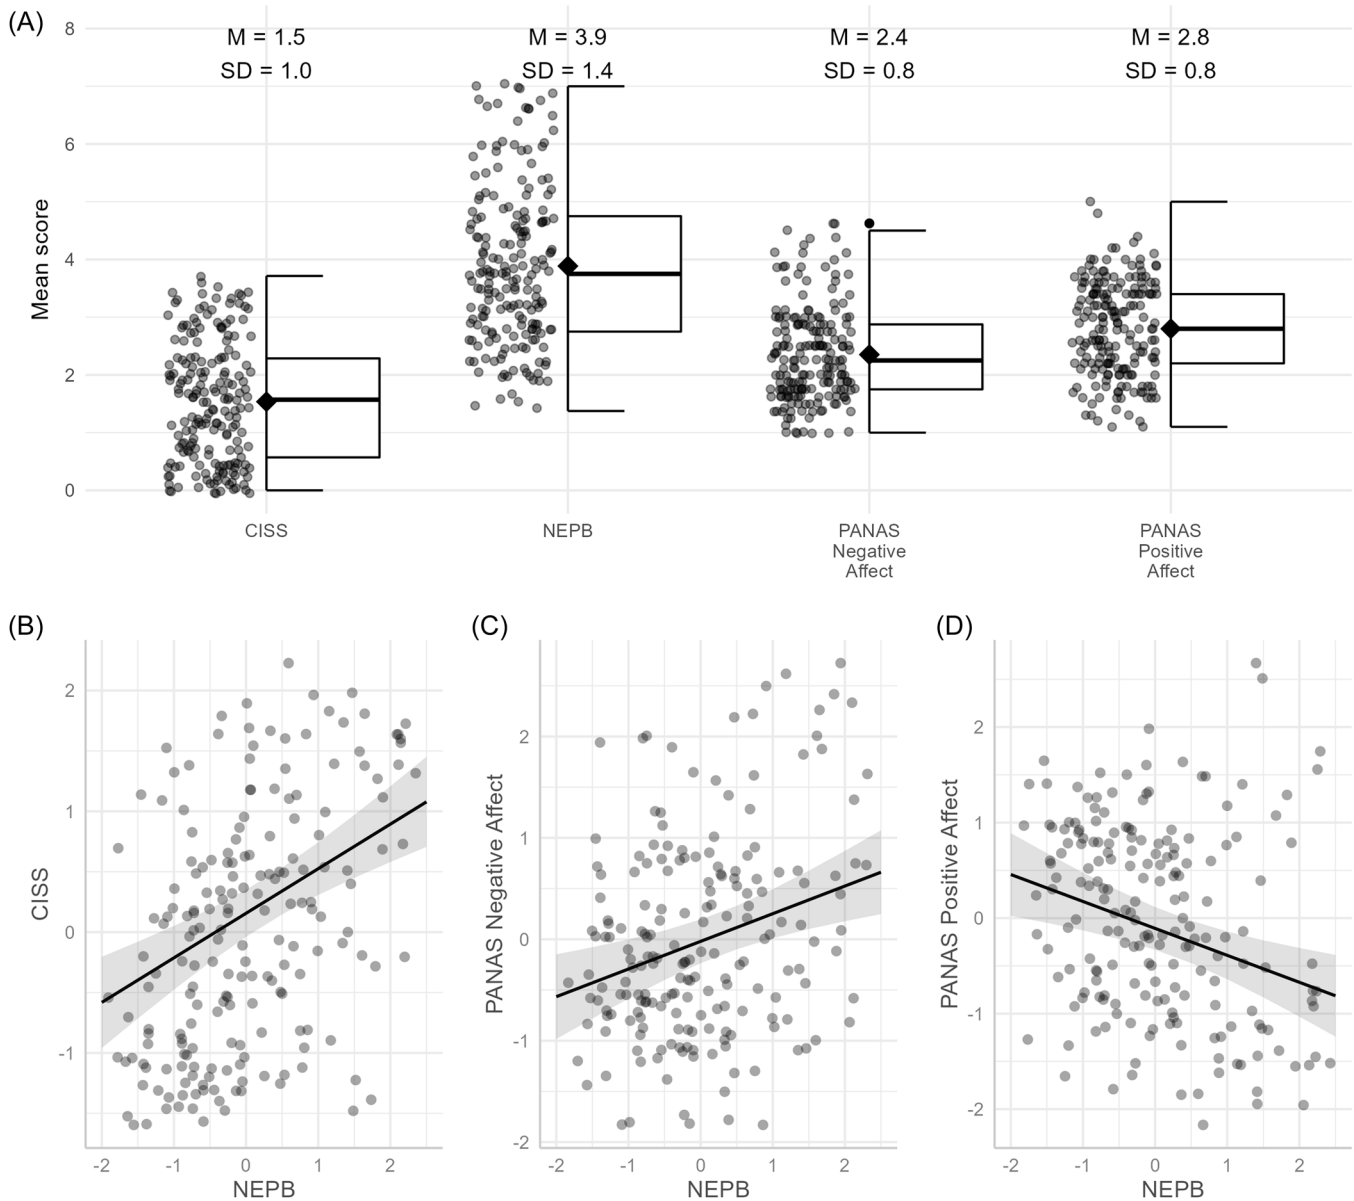 (A)
8
M = 1.5
M = 3.9
M = 2.4
M = 2.8
SD = 1.0
SD = 1.4
SD = 0.8
SD = 0.8
6
Mean score
4
2
0
CISS
NEPB
PANAS
Negative
Affect
PANAS
Positive
Affect
(B)
CISS
2
1
0
-1
-2
-1
0
1
2
NEPB
(C)
PANAS Negative Affect
2
1
0
-1
-2
-2
-1
0
1
2
NEPB
(D)
PANAS Positive Affect
2
1
0
-1
-2
-2
-1
0
1
2
NEPB